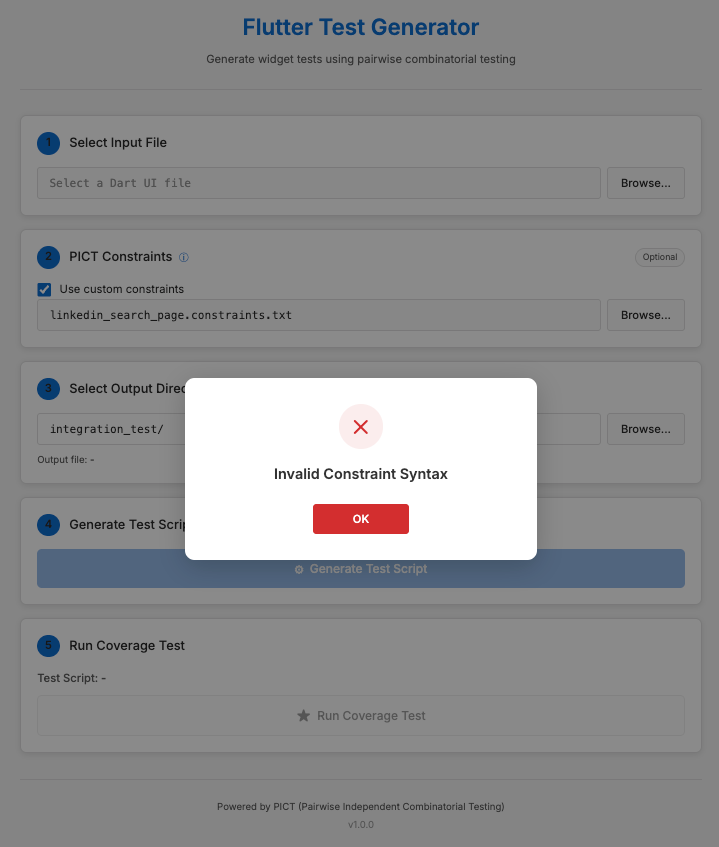 Flutter Test Generator
Generate widget tests using pairwise combinatorial testing
1 Select Input File
Select a Dart UI file Browse...
2 PICT Constraints ⓘ Optional
Use custom constraints
linkedin_search_page.constraints.txt Browse...
3 Select Output Direc
integration_test/ Browse...
Output file: -
Invalid Constraint Syntax
OK
4 Generate Test Scrip
Generate Test Script
5 Run Coverage Test
Test Script: -
Run Coverage Test
Powered by PICT (Pairwise Independent Combinatorial Testing)
v1.0.0